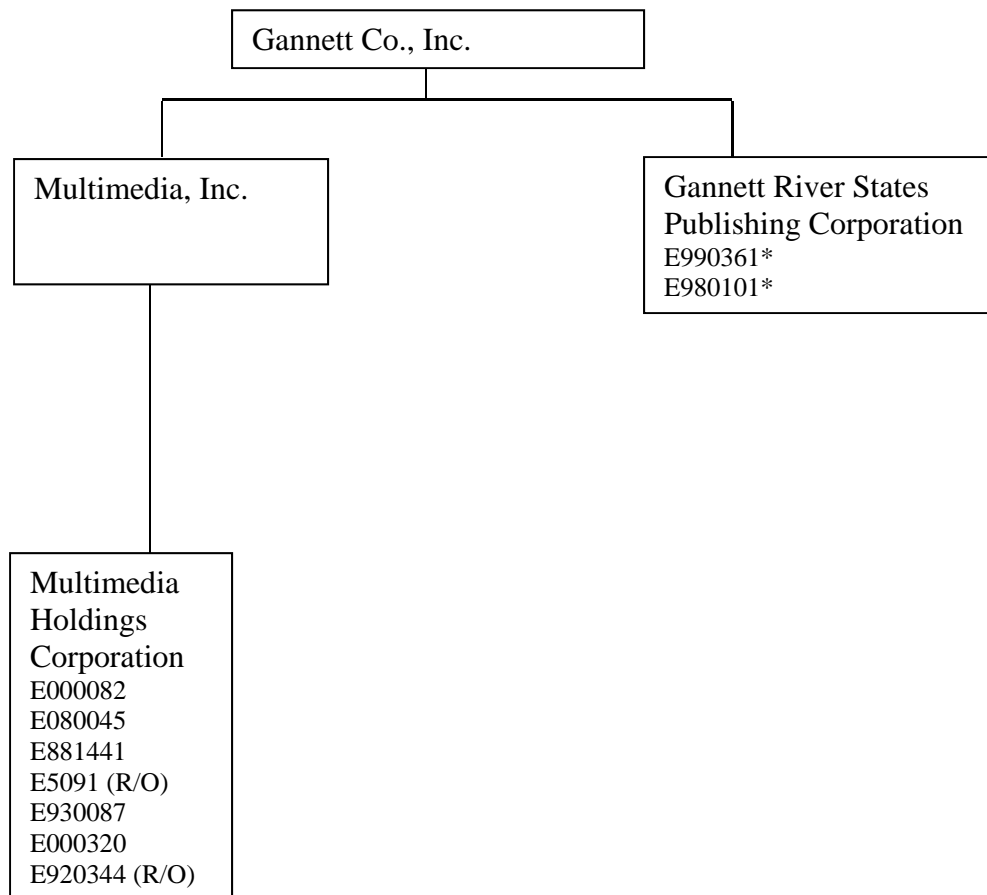 Gannett Co., Inc.
Multimedia, Inc.
Gannett River States
Publishing Corporation
E990361*
E980101*
Multimedia
Holdings
Corporation
E000082
E080045
E881441
E5091 (R/O)
E930087
E000320
E920344 (R/O)